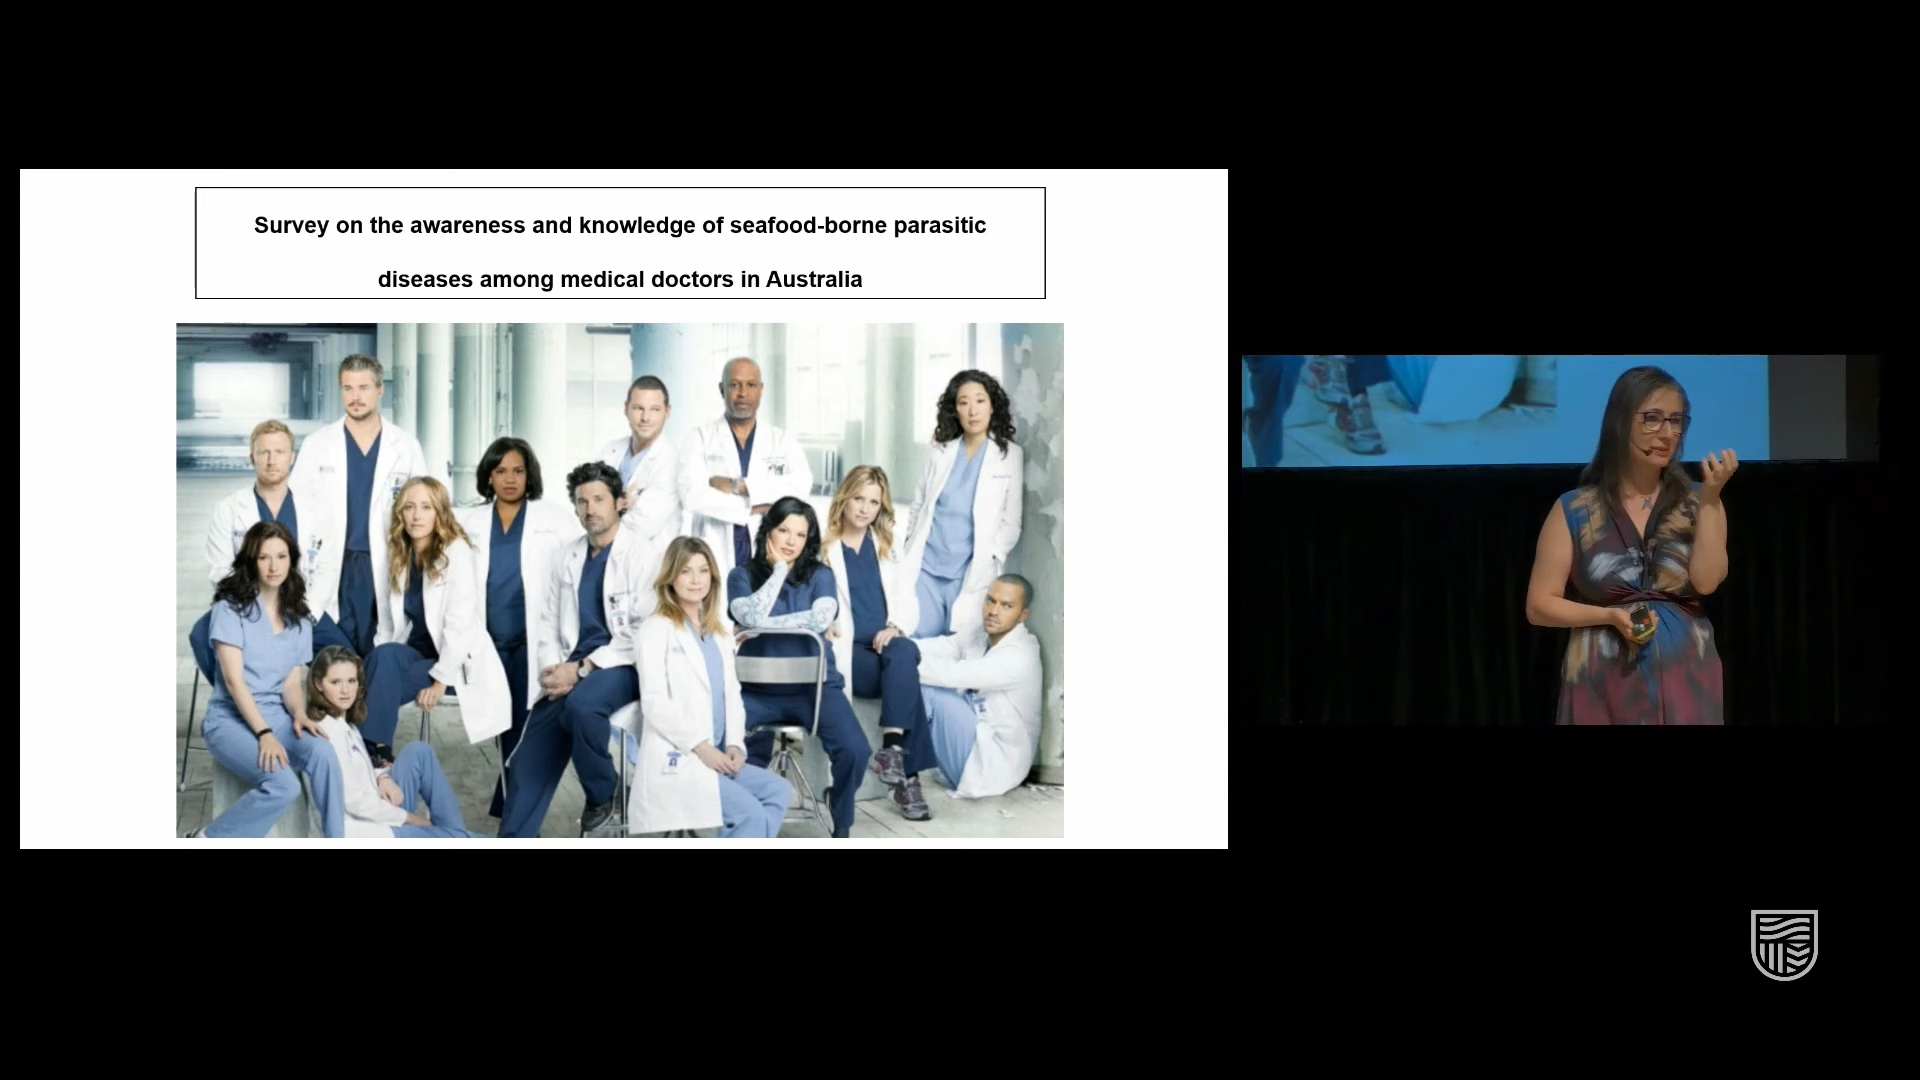 Survey on the awareness and knowledge of seafood-borne parasitic
diseases among medical doctors in Australia